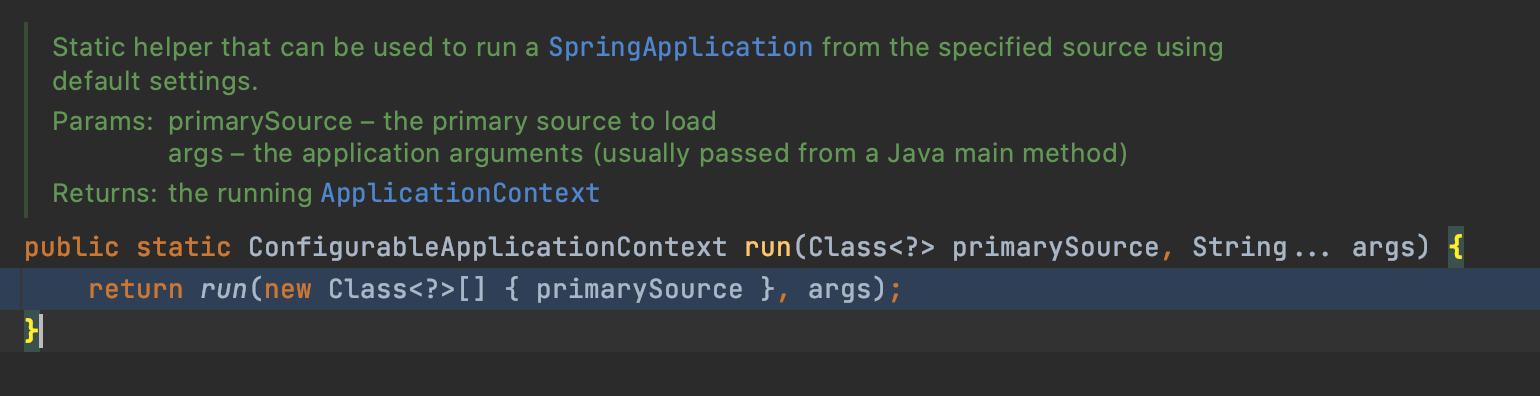 Static helper that can be used to run a SpringApplication from the specified source using
default settings.
Params: primarySource – the primary source to load
args – the application arguments (usually passed from a Java main method)
Returns: the running ApplicationContext
public static ConfigurableApplicationContext run(Class<?> primarySource, String... args) {
return run(new Class<?>[] { primarySource }, args);
}